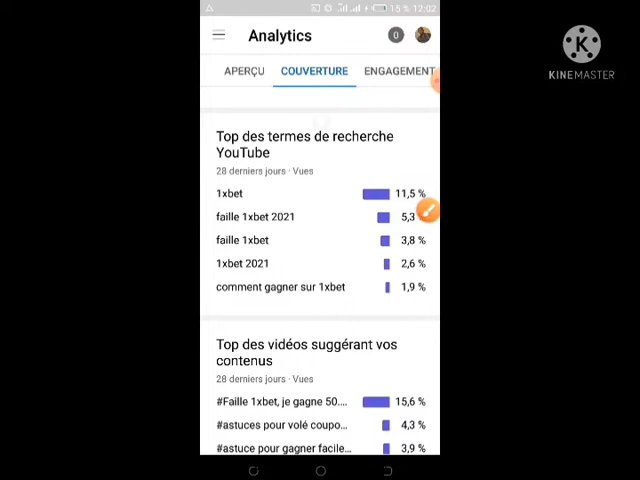 15 % 12:02
Analytics
0
APERÇU COUVERTURE ENGAGEMENT
K
KINEMASTER
Top des termes de recherche
YouTube
28 derniers jours · Vues
1xbet 11,5 %
faille 1xbet 2021 5,3
faille 1xbet 3,8 %
1xbet 2021 2,6 %
comment gagner sur 1xbet 1,9 %
Top des vidéos suggérant vos
contenus
28 derniers jours · Vues
#Faille 1xbet, je gagne 50.... 15,6 %
#astuces pour volé coupo... 4,3 %
#astuce pour gagner facile... 3,9 %